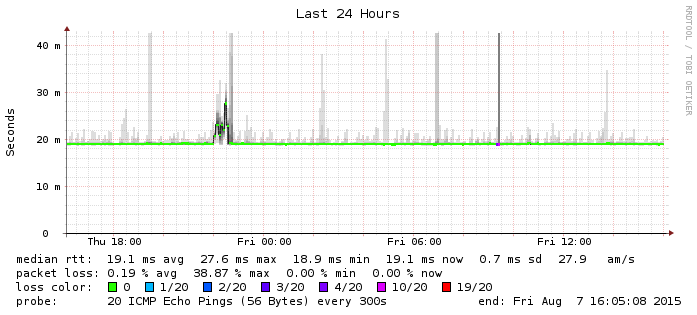 Last 24 Hours
RRDTOOL / TOBI OETIKER
Seconds
40 m
30 m
20 m
10 m
0
Thu 18:00 Fri 00:00 Fri 06:00 Fri 12:00
median rtt: 19.1 ms avg 27.6 ms max 18.9 ms min 19.1 ms now 0.7 ms sd 27.9 am/s
packet loss: 0.19 % avg 38.87 % max 0.00 % min 0.00 % now
loss color: 0 1/20 2/20 3/20 4/20 10/20 19/20
probe: 20 ICMP Echo Pings (56 Bytes) every 300s end: Fri Aug 7 16:05:08 2015